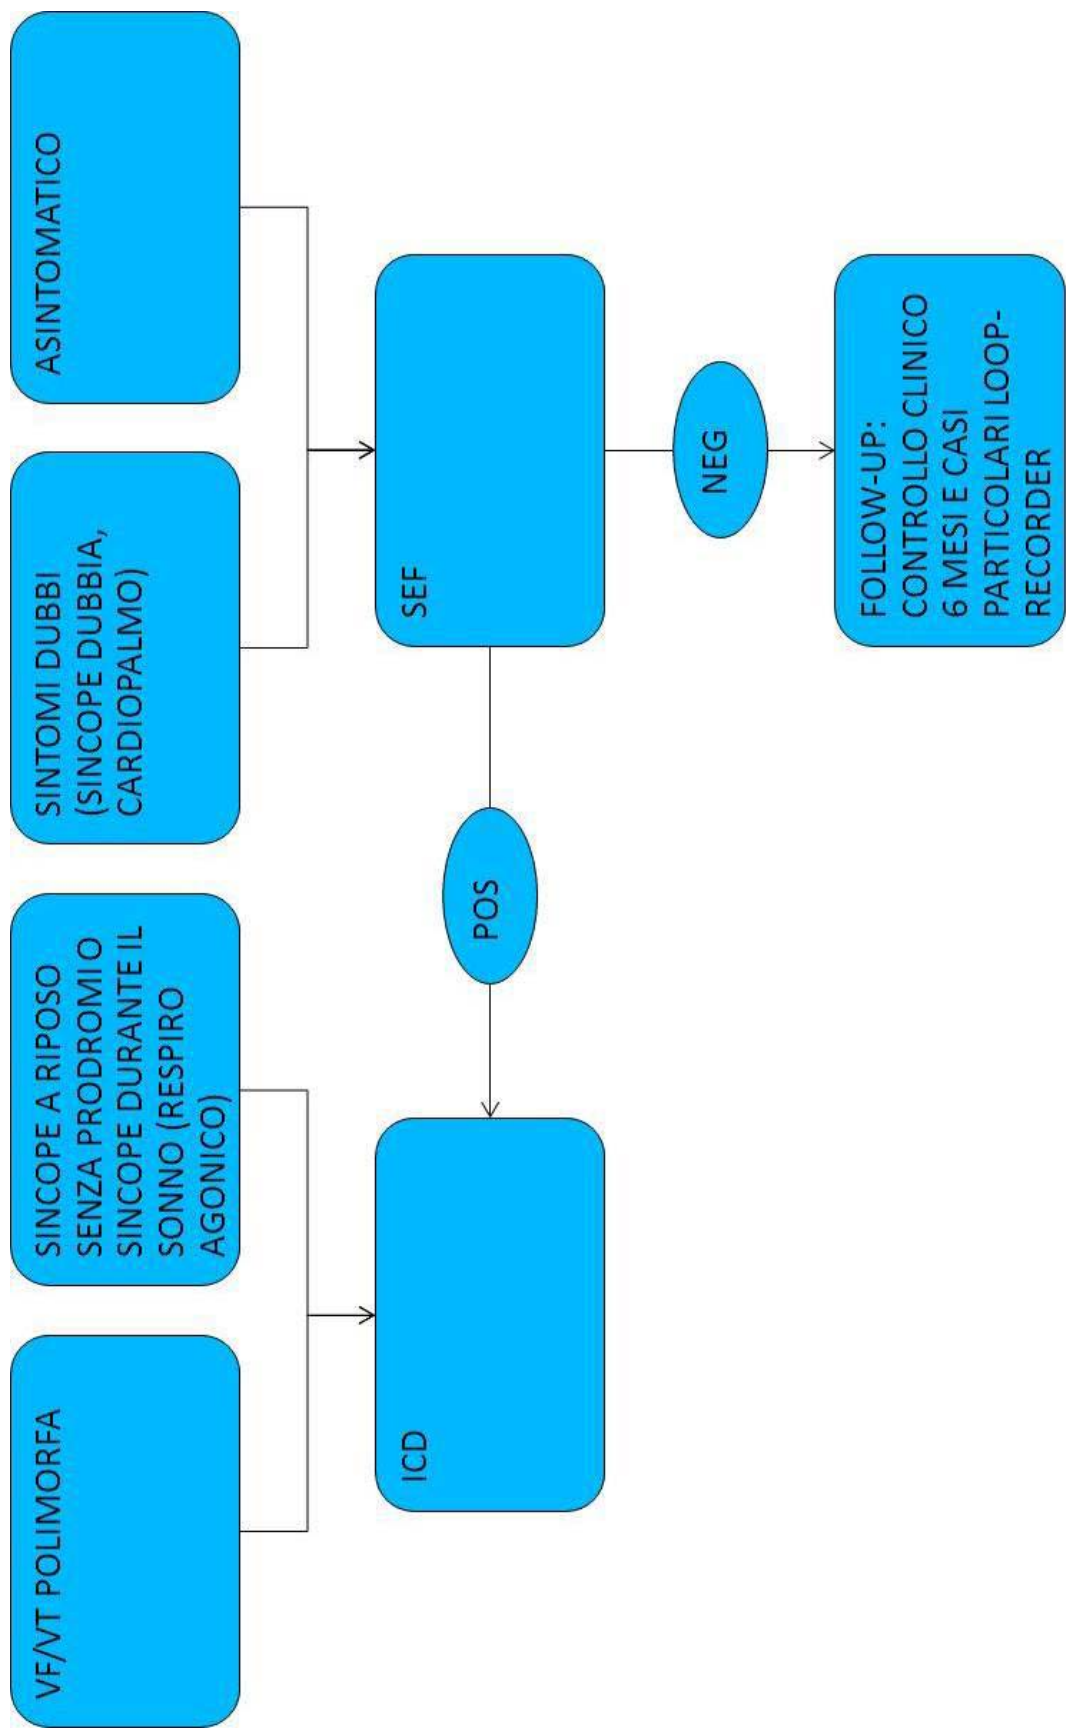 VF/VT POLIMORFA
SINCOPE A RIPOSO
SENZA PRODROMI O
SINCOPE DURANTE IL
SONNO (RESPIRO
AGONICO)
SINTOMI DUBBI
(SINCOPE DUBBIA,
CARDIOPALMO)
ASINTOMATICO
ICD
POS
SEF
NEG
FOLLOW-UP:
CONTROLLO CLINICO
6 MESI E CASI
PARTICOLARI LOOP-
RECORDER